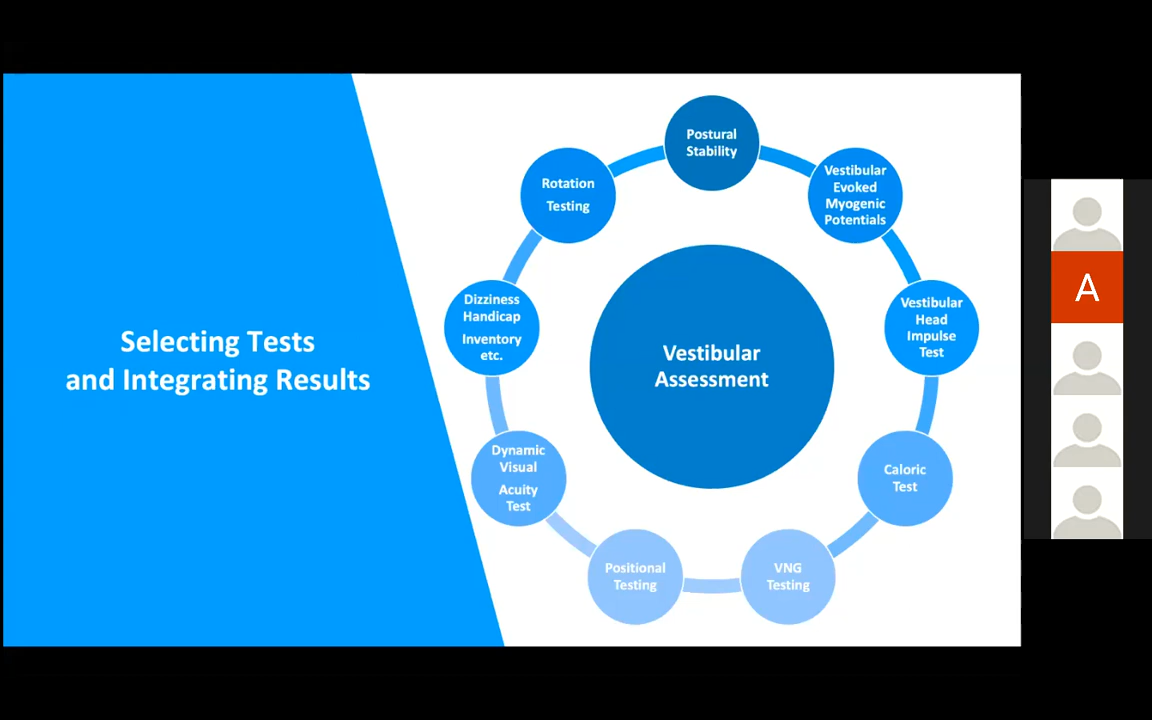 Selecting Tests
and Integrating Results
Postural
Stability
Vestibular
Evoked
Myogenic
Potentials
Vestibular
Head
Impulse
Test
Caloric
Test
VNG
Testing
Positional
Testing
Dynamic
Visual
Acuity
Test
Dizziness
Handicap
Inventory
etc.
Rotation
Testing
Vestibular
Assessment
A